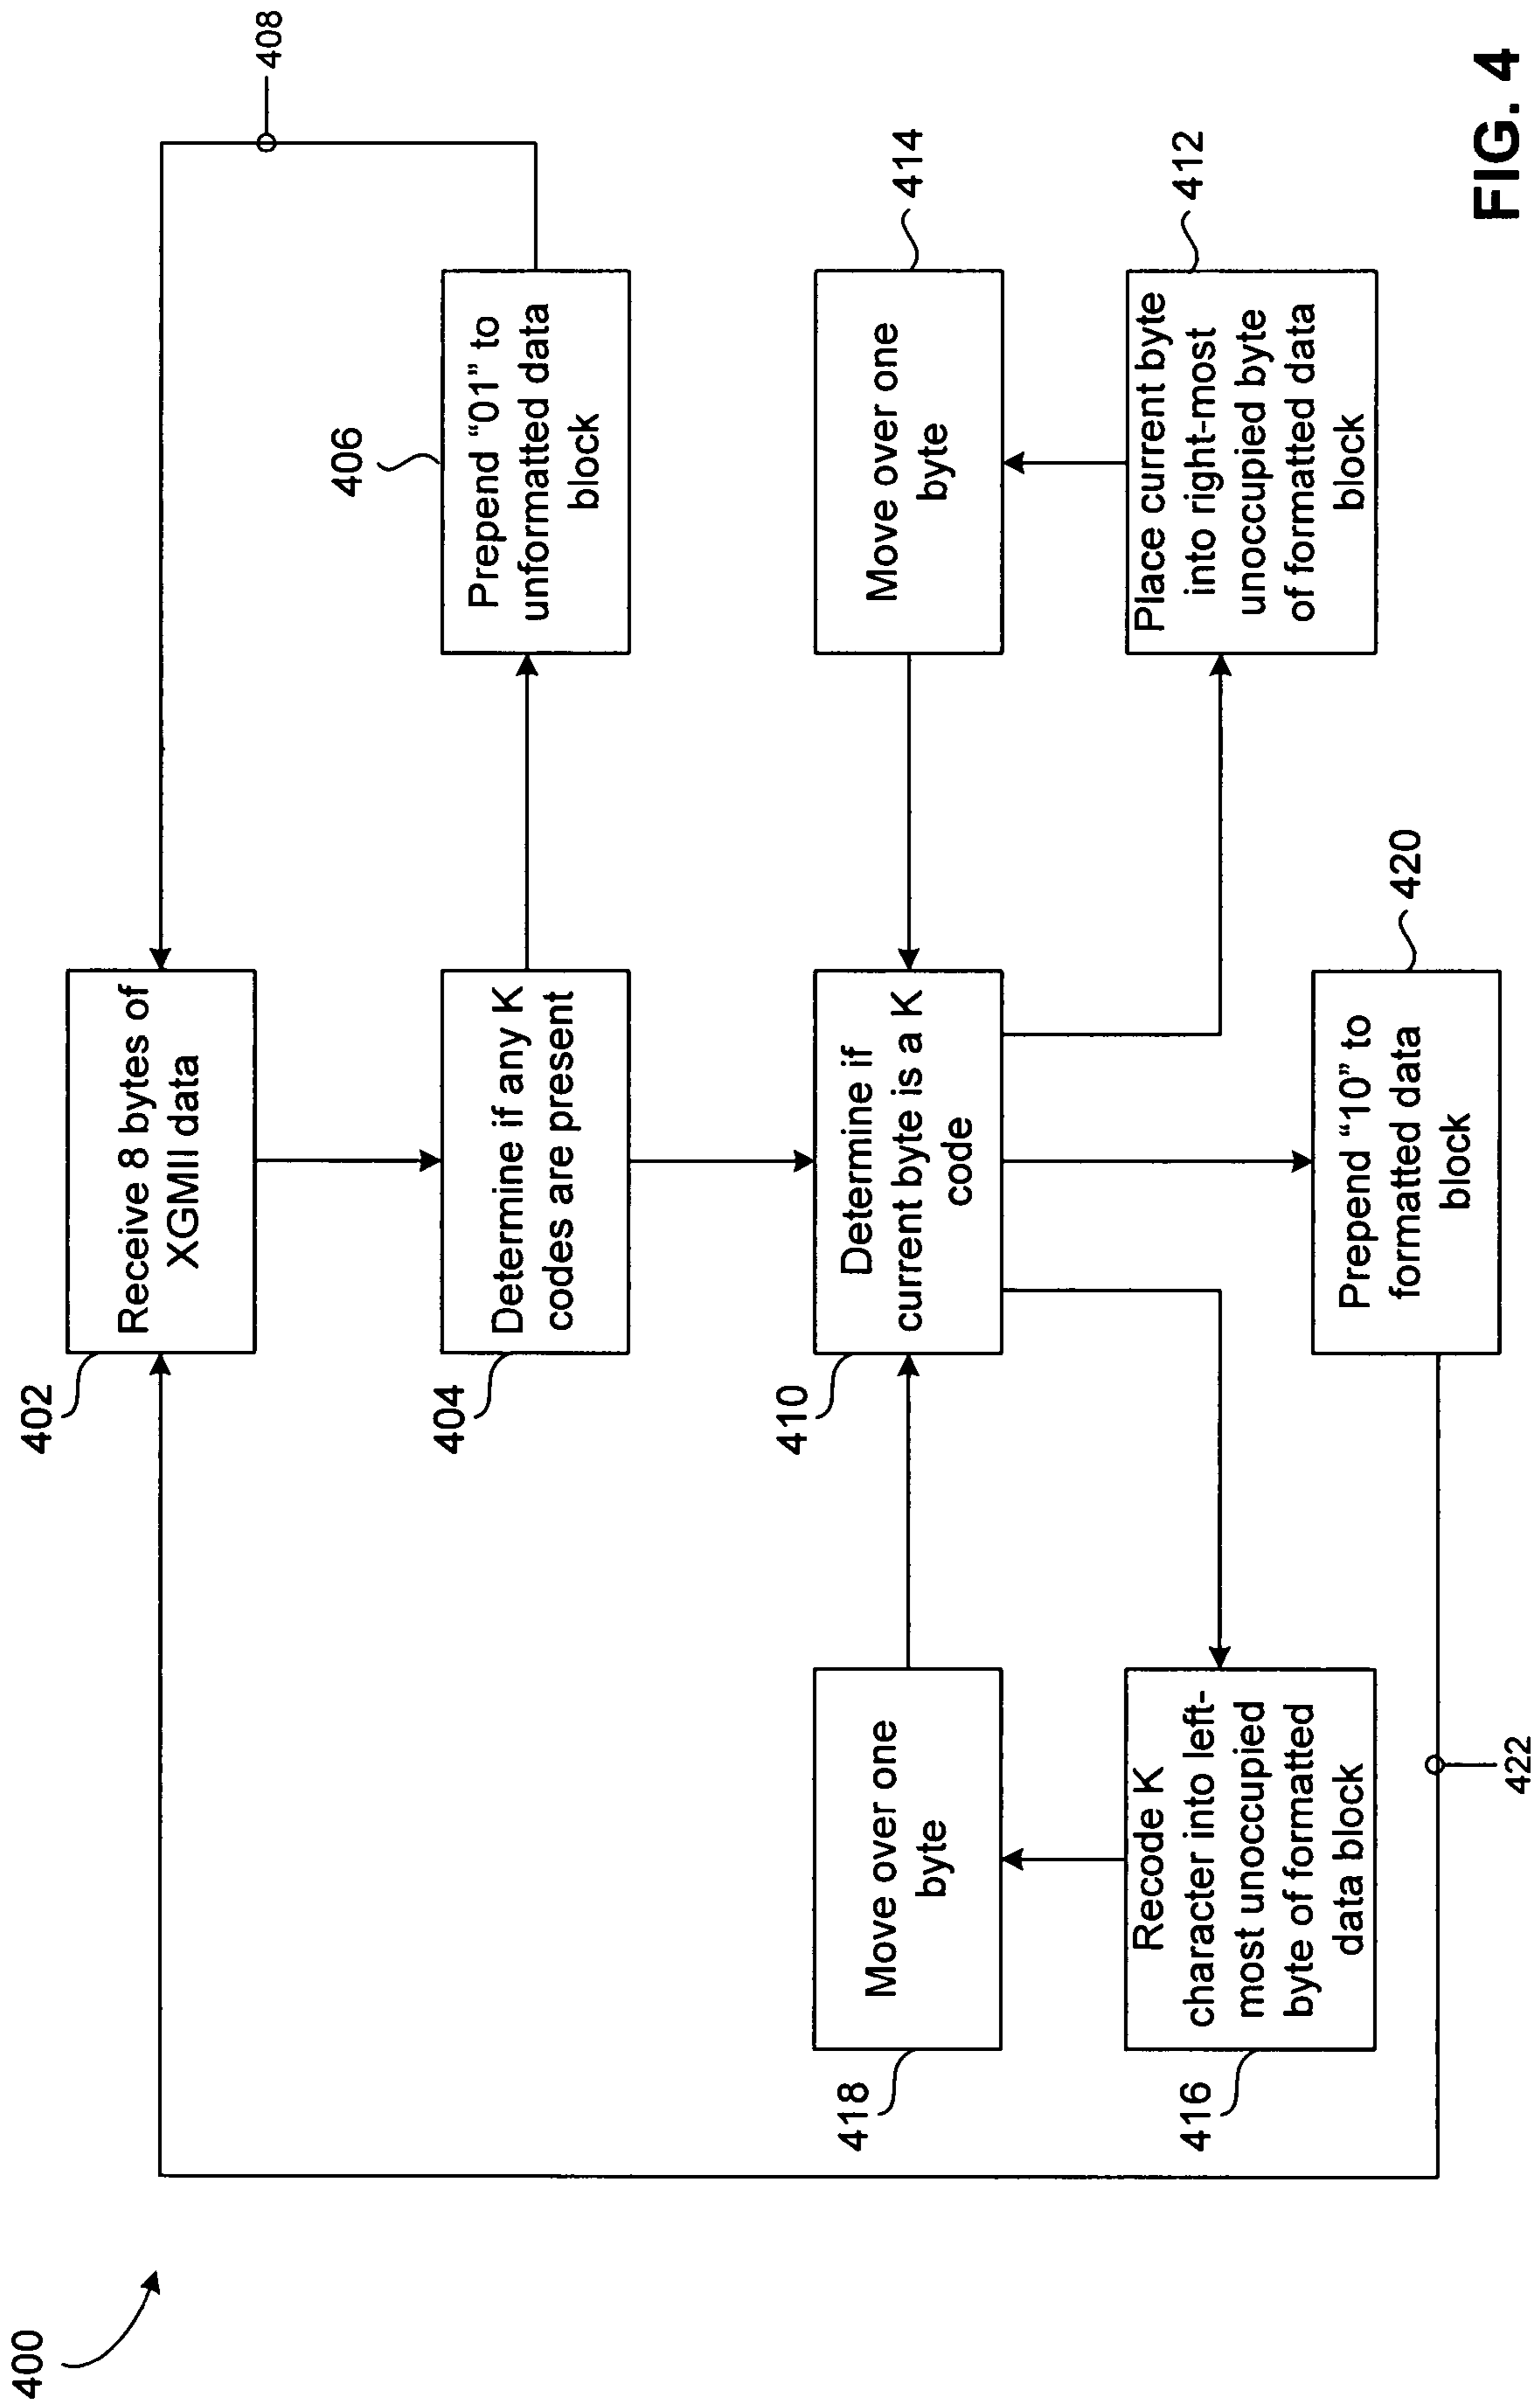 400
402
Receive 8 bytes of
XGMII data
408
404
Determine if any K
codes are present
406
Prepend “01” to
unformatted data
block
418
Move over one
byte
410
Determine if
current byte is a K
code
414
Move over one
byte
416
Recode K
character into left-
most unoccupied
byte of formatted
data block
412
Place current byte
into right-most
unoccupied byte
of formatted data
block
420
Prepend “10” to
formatted data
block
422
FIG. 4